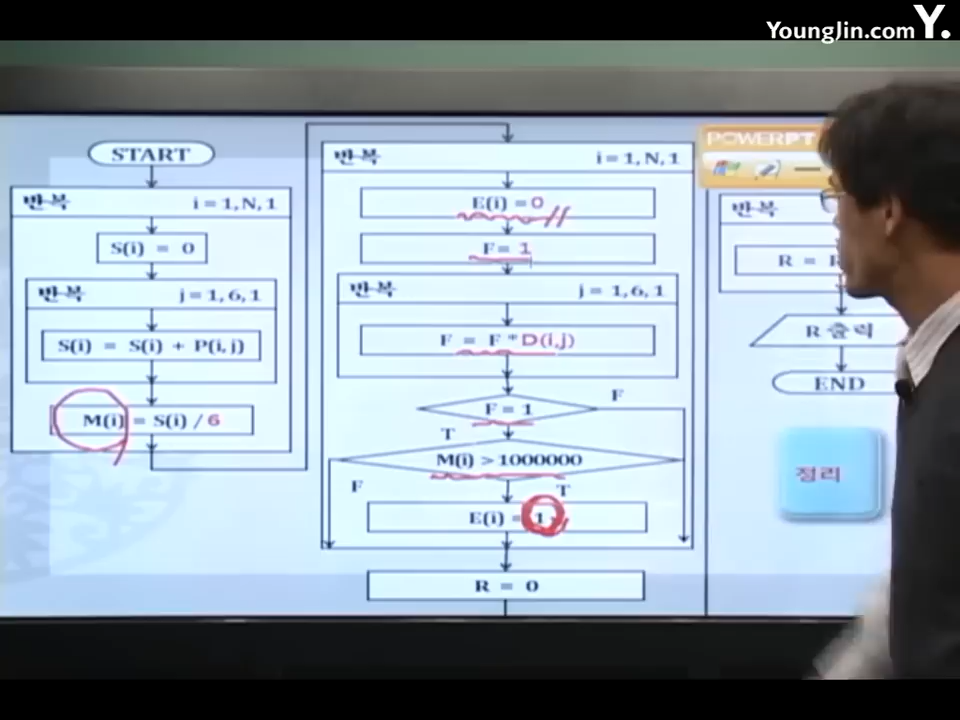 YoungJin.com Y.
START
반복 i = 1, N, 1
S(i) = 0
반복 j = 1, 6, 1
S(i) = S(i) + P(i, j)
M(i) = S(i) / 6
반복 i = 1, N, 1
E(i) = 0
F = 1
반복 j = 1, 6, 1
F = F * D(i,j)
F = 1
F
T
M(i) > 1000000
F
T
E(i) = 1
R = 0
POWERPT
반복
R =
R 출력
END
정리